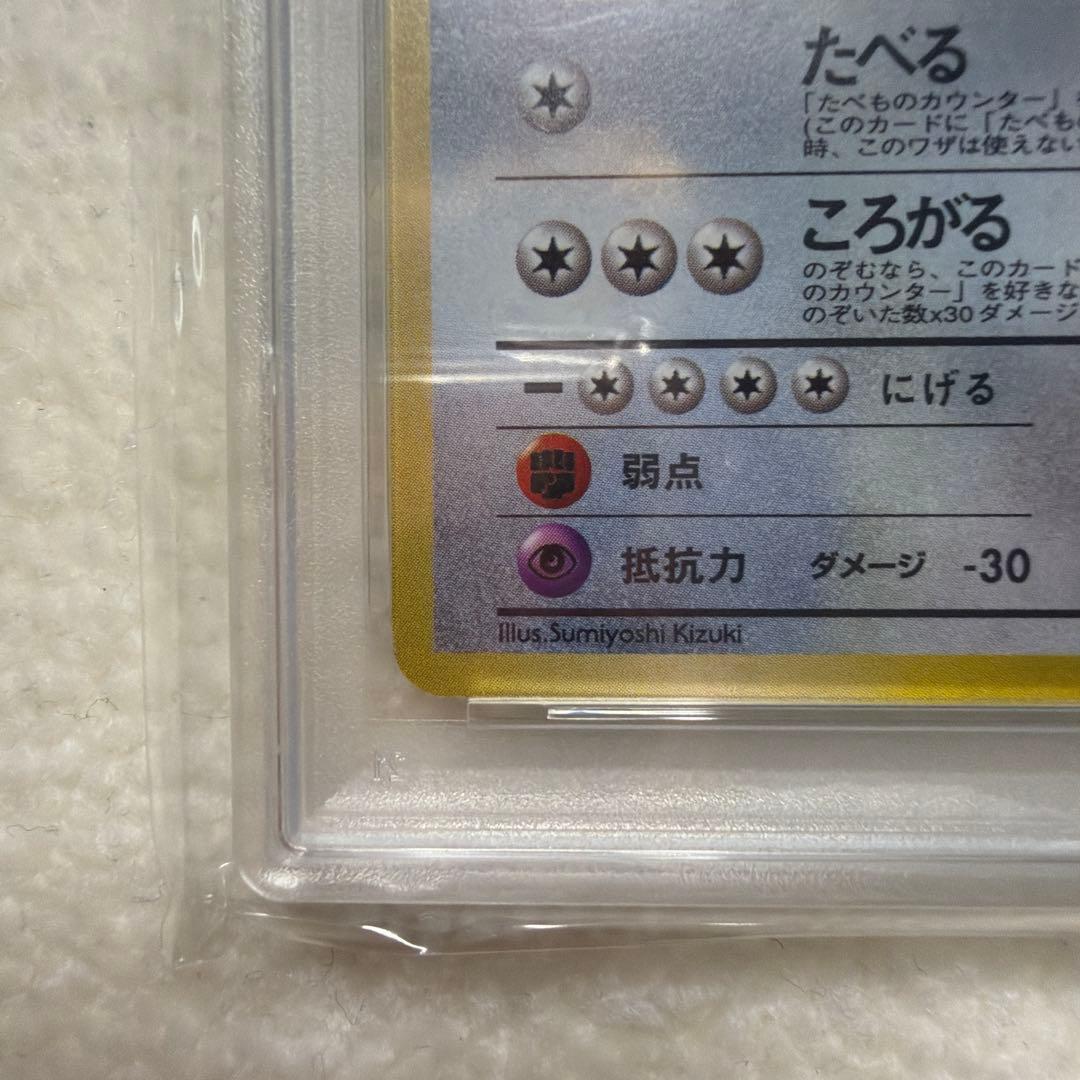 たべる
「たべものカウンター」
(このカードに「たべも
時、このワザは使えない
ころがる
のぞむなら、このカード
のカウンター」を好きな
のぞいた数x30ダメージ
ー にげる
弱点
抵抗力 ダメージ -30
Illus.Sumiyoshi Kizuki